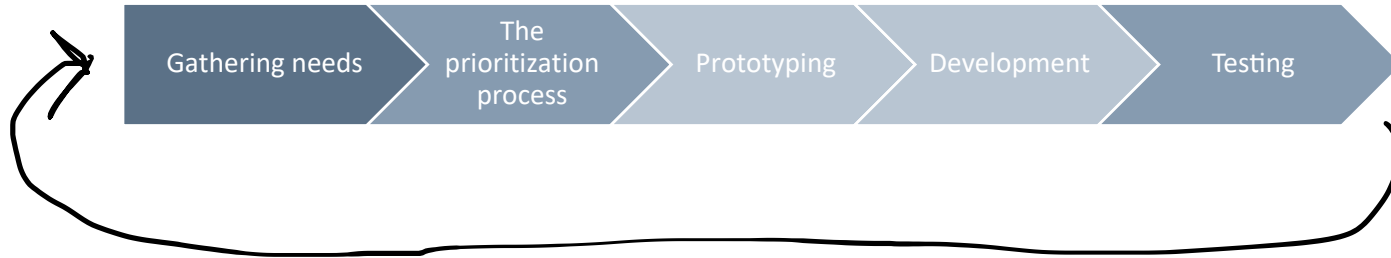 Gathering needs
The
prioritization
process
Prototyping
Development
Testing